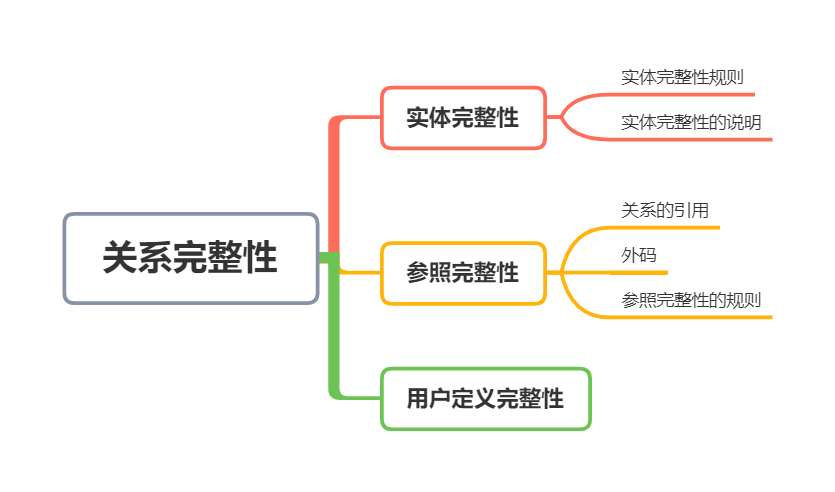 关系完整性
实体完整性
实体完整性规则
实体完整性的说明
参照完整性
关系的引用
外码
参照完整性的规则
用户定义完整性